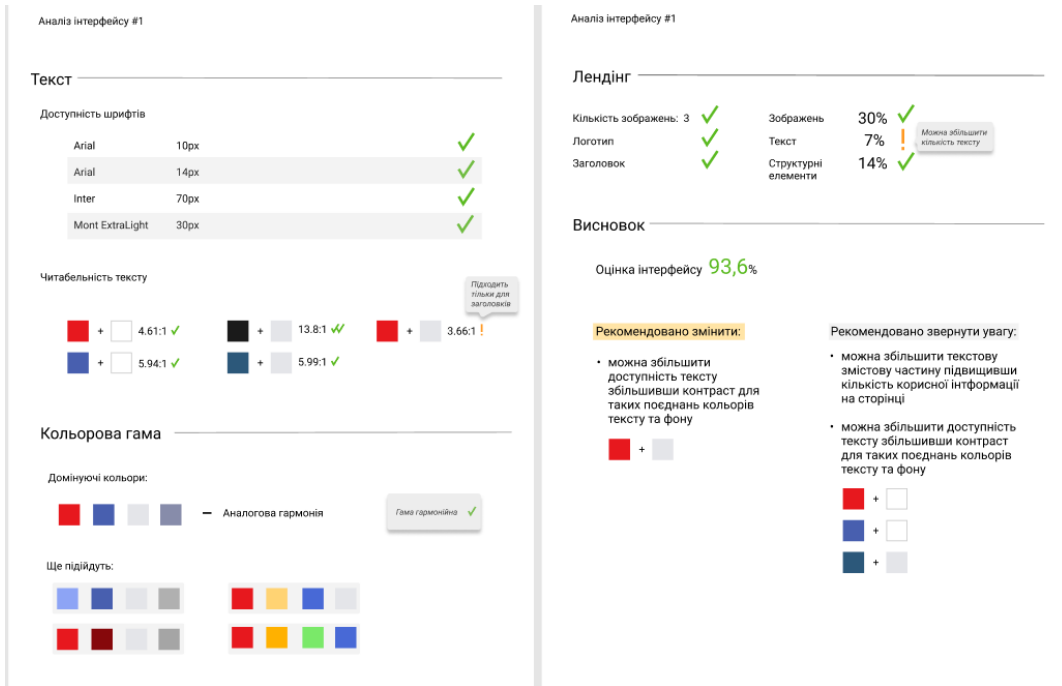 Аналіз інтерфейсу #1
Текст
Доступність шрифтів
Arial 10px
Arial 14px
Inter 70px
Mont ExtraLight 30px
Читабельність тексту
Підходить
тільки для
заголовків
+ 4.61:1 + 13.8:1 + 3.66:1 !
+ 5.94:1 + 5.99:1
Кольорова гама
Домінуючі кольори:
– Аналогова гармонія
Гама гармонійна
Ще підійдуть:
Аналіз інтерфейсу #1
Лендінг
Кількість зображень: 3
Логотип
Заголовок
Зображень 30%
Текст 7% !
Можна збільшити
кількість тексту
Структурні 14%
елементи
Висновок
Оцінка інтерфейсу 93,6%
Рекомендовано змінити:
• можна збільшити
доступність тексту
збільшивши контраст для
таких поєднань кольорів
тексту та фону
+
Рекомендовано звернути увагу:
• можна збільшити текстову
змістову частину підвищивши
кількість корисної інтформації
на сторінці
• можна збільшити доступність
тексту збільшивши контраст
для таких поєднань кольорів
тексту та фону
+
+
+